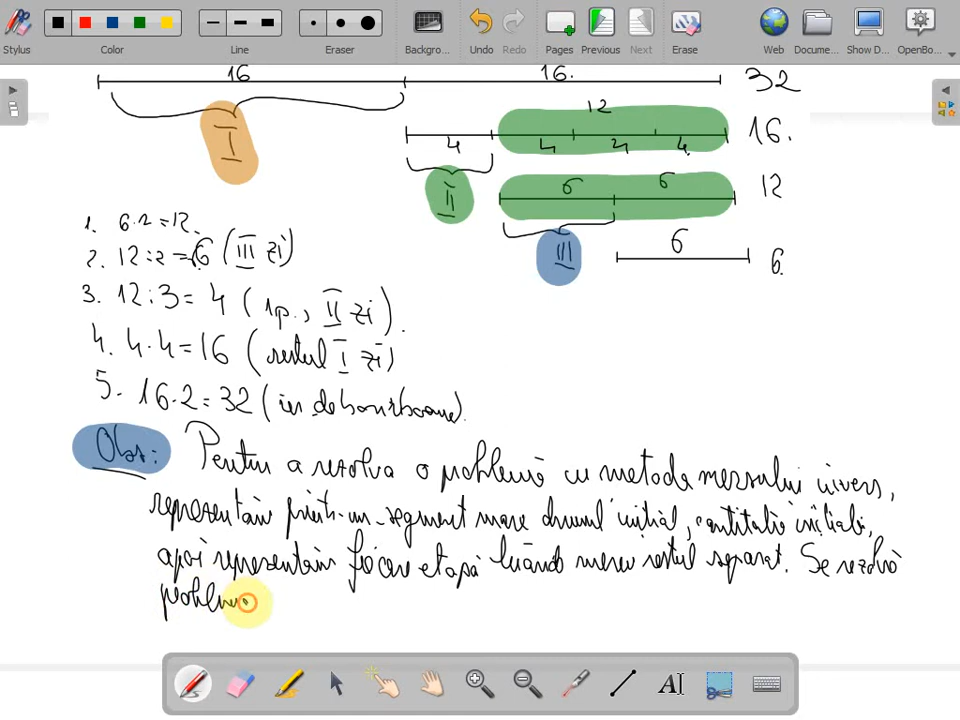 Stylus Color Line Eraser Backgro... Undo Redo Pages Previous Next Erase Web Docume... Show D... OpenBo...
16 16. 32
12
4 4 4 4 16.
I
6 6 12
II
III 6 6.
1. 6·2=12.
2. 12:2=6 (III zi)
3. 12:3=4 (1p., II zi).
4. 4·4=16 (restul I zi)
5. 16·2=32 (in. de bomboane).
Obs: Pentru a rezolva o problemă cu metoda mersului invers,
reprezentăm printr-un segment mare drumul inițial, cantitatea inițială,
apoi reprezentăm fiecare etapă luând mereu restul separat. Se rezolvă
problema